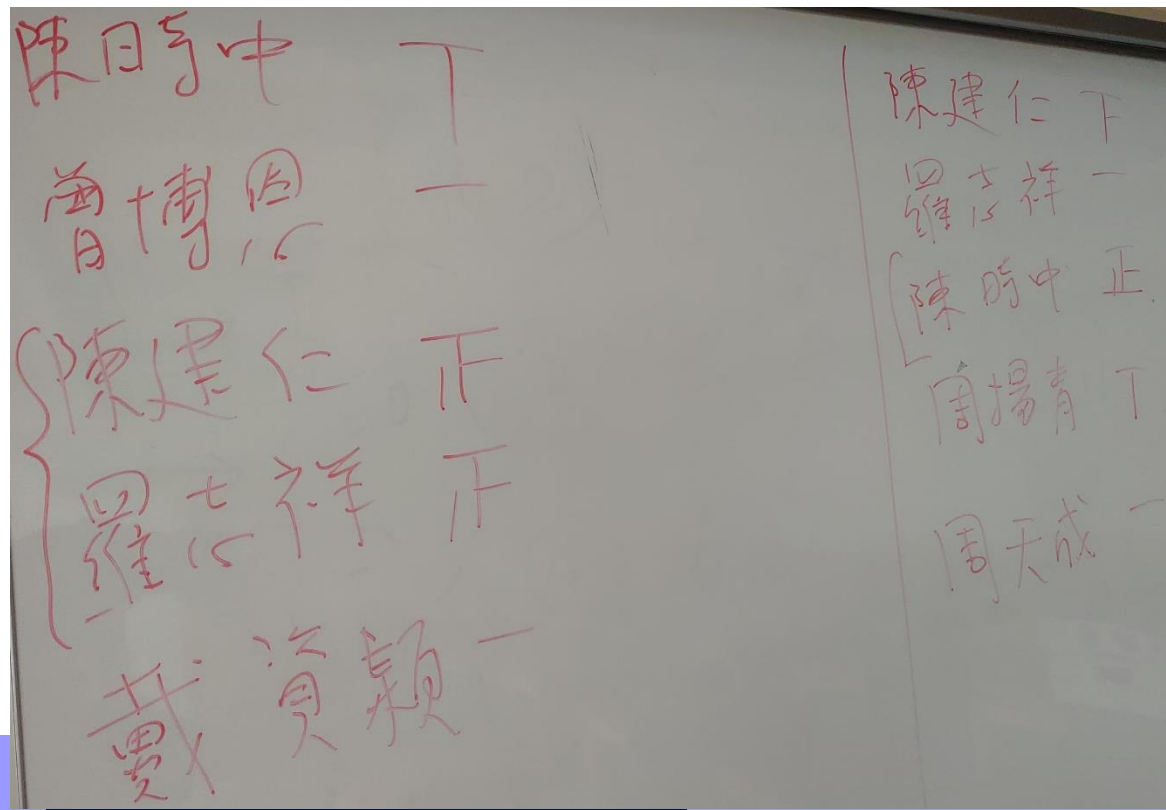 陳時中 丅
曾博恩 一
陳建仁 正
羅志祥 正
戴資穎 一
陳建仁 下
羅志祥 一
陳時中 正
周揚青 丅
周天成 一